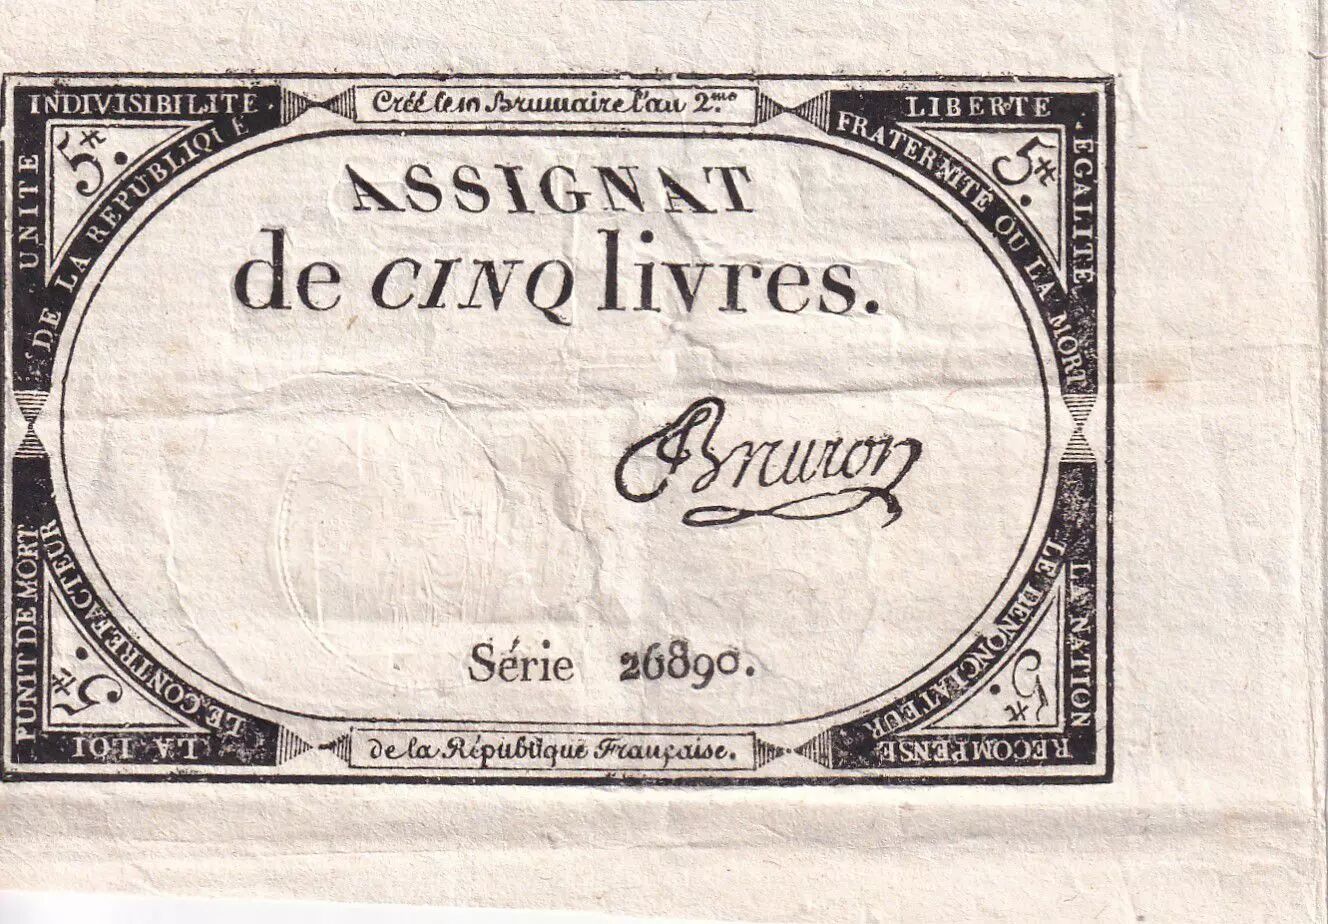 INDIVISIBILITE.
UNITE
DE LA REPUBLIQUE
5₶.
Créé le 10 Brumaire l'an 2.me
LIBERTE.
EGALITE
FRATERNITE OU LA MORT
5₶.
ASSIGNAT
de CINQ livres.
Bruron
Série 26890.
PUNIT DE MORT
LE CONTREFACTEUR
LA LOI
5₶.
de la République Française.
LA NATION
RECOMPENSE
LE DENONCIATEUR
5₶.